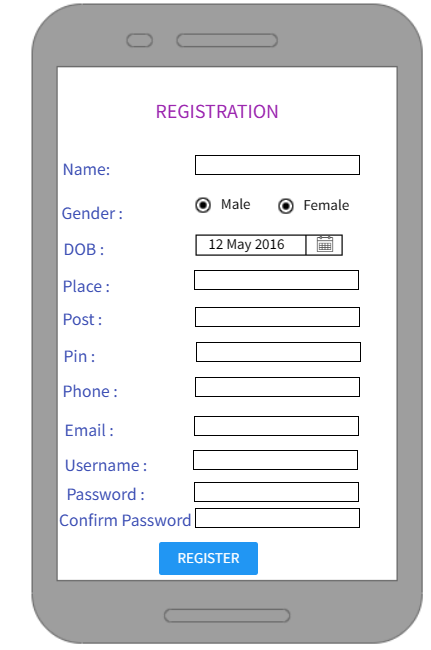 REGISTRATION
Name:
Gender : Male Female
DOB : 12 May 2016
Place :
Post :
Pin :
Phone :
Email :
Username :
Password :
Confirm Password
REGISTER